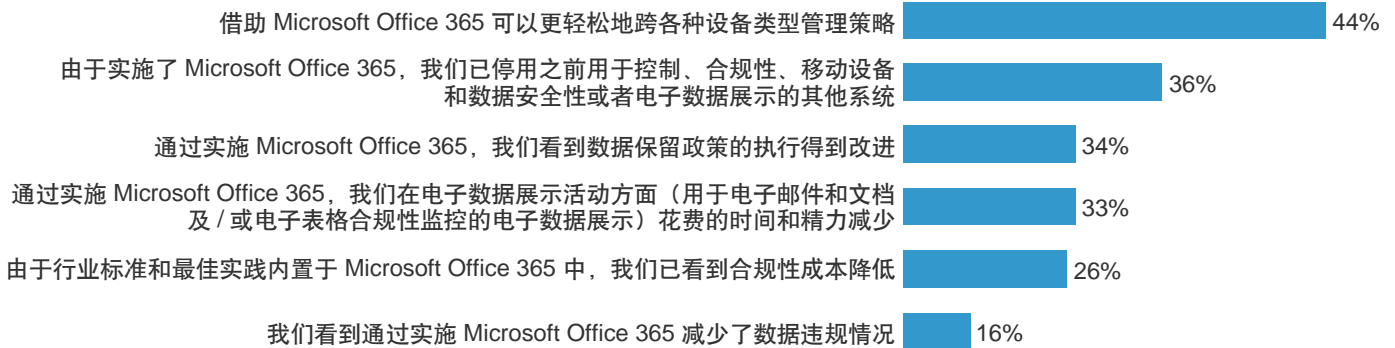 借助 Microsoft Office 365 可以更轻松地跨各种设备类型管理策略 44%
由于实施了 Microsoft Office 365，我们已停用之前用于控制、合规性、移动设备
和数据安全性或者电子数据展示的其他系统 36%
通过实施 Microsoft Office 365，我们看到数据保留政策的执行得到改进 34%
通过实施 Microsoft Office 365，我们在电子数据展示活动方面（用于电子邮件和文档
及 / 或电子表格合规性监控的电子数据展示）花费的时间和精力减少 33%
由于行业标准和最佳实践内置于 Microsoft Office 365 中，我们已看到合规性成本降低 26%
我们看到通过实施 Microsoft Office 365 减少了数据违规情况 16%